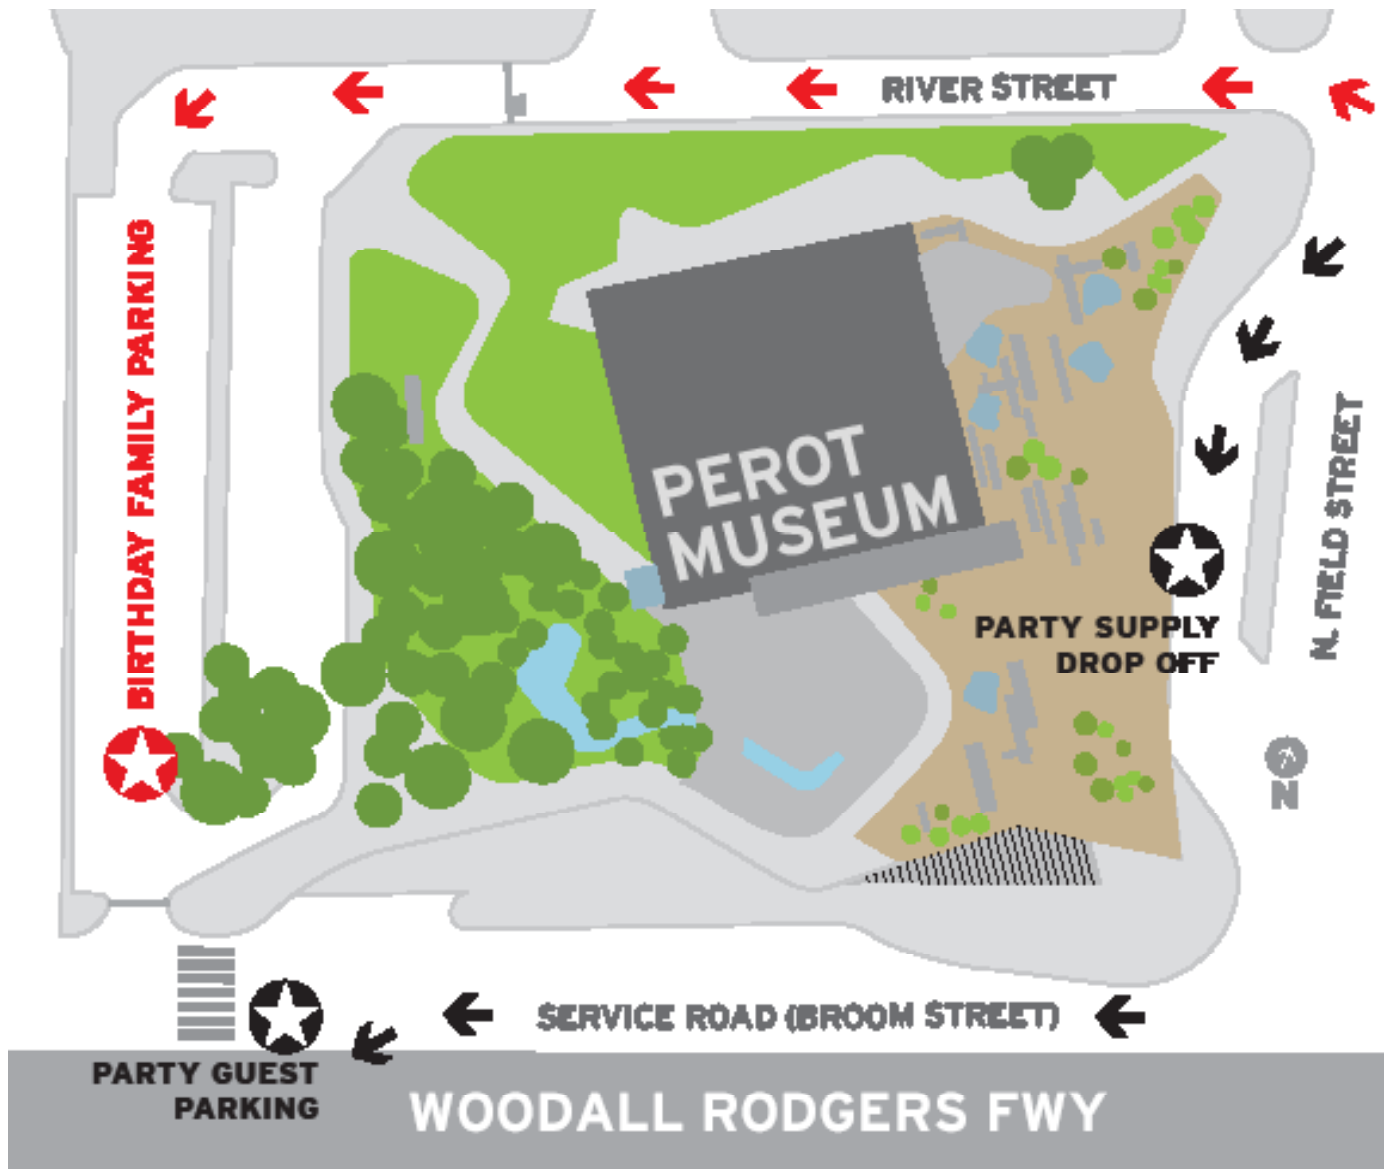 RIVER STREET
BIRTHDAY FAMILY PARKING
PEROT
MUSEUM
N. FIELD STREET
PARTY SUPPLY
DROP OFF
N
SERVICE ROAD (BROOM STREET)
PARTY GUEST
PARKING
WOODALL RODGERS FWY